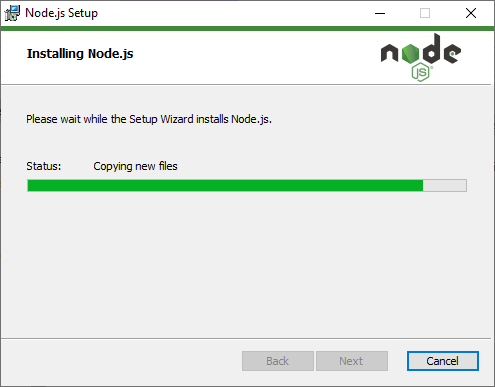 Node.js Setup
Installing Node.js
node
JS
Please wait while the Setup Wizard installs Node.js.
Status: Copying new files
Back Next Cancel